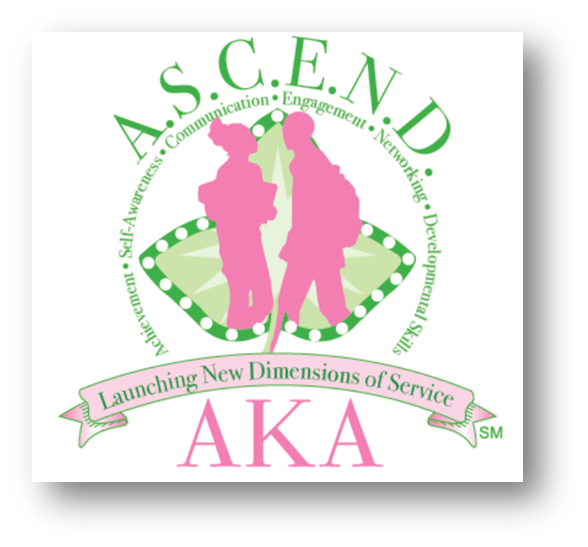 A.S.C.E.N.D.
Achievement • Self-Awareness • Communication • Engagement • Networking • Developmental Skills
Launching New Dimensions of Service
AKA
SM